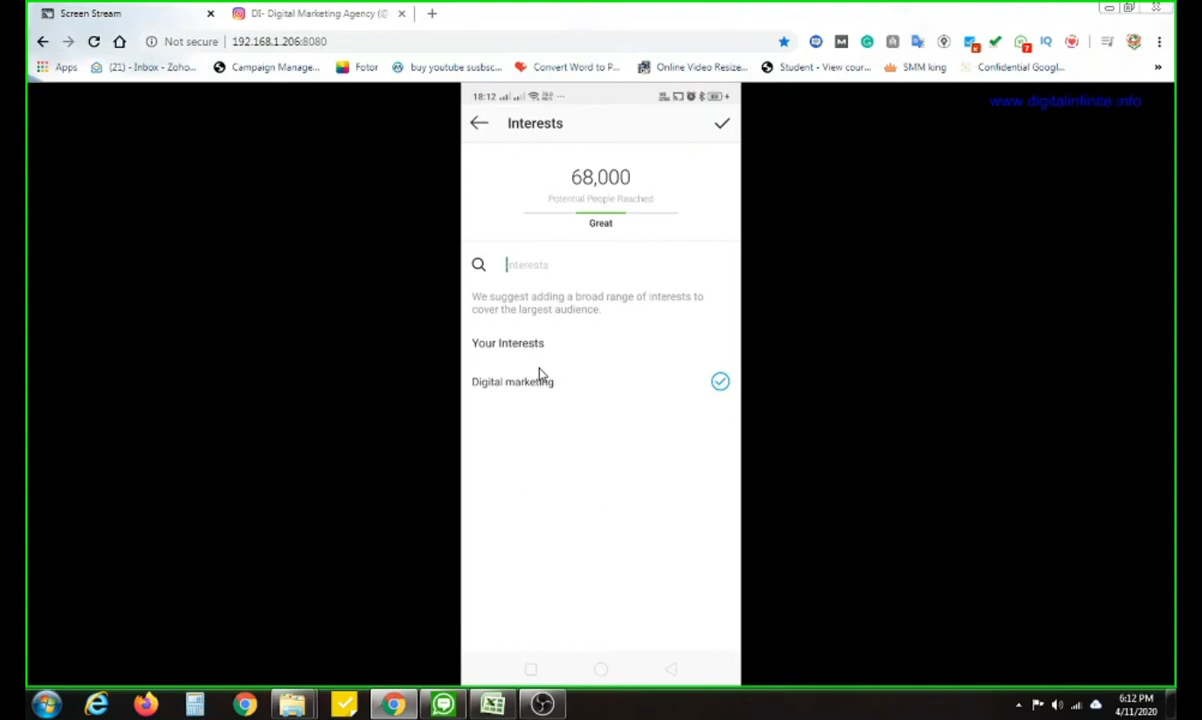 Screen Stream
DI- Digital Marketing Agency (@
Not secure
192.168.1.206:8080
Apps
(21) - Inbox - Zoho...
Campaign Manage...
Fotor
buy youtube susbsc...
Convert Word to P...
Online Video Resize...
Student - View cour...
SMM king
Confidential Googl...
»
www.digitalinfinite.info
18:12
Interests
68,000
Potential People Reached
Great
Interests
We suggest adding a broad range of interests to
cover the largest audience.
Your Interests
Digital marketing
6:12 PM
4/11/2020